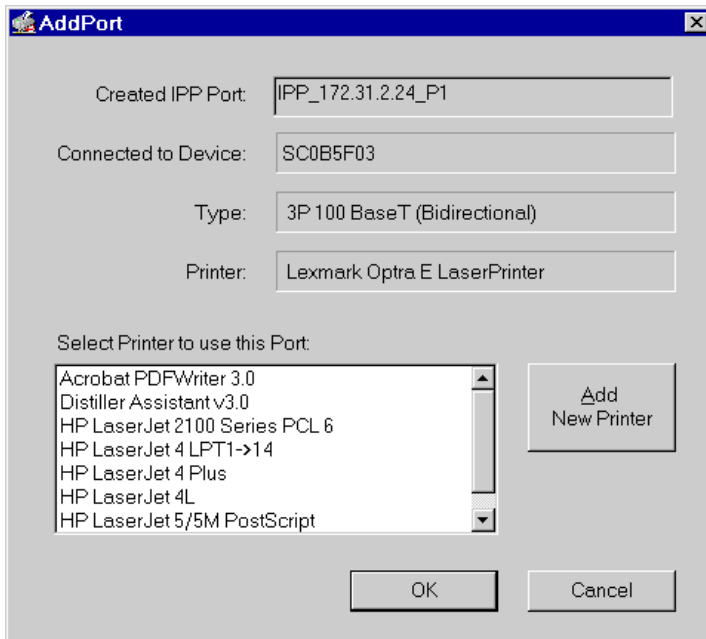 AddPort
Created IPP Port: IPP_172.31.2.24_P1
Connected to Device: SC0B5F03
Type: 3P 100 BaseT (Bidirectional)
Printer: Lexmark Optra E LaserPrinter
Select Printer to use this Port:
Acrobat PDFWriter 3.0
Distiller Assistant v3.0
HP LaserJet 2100 Series PCL 6
HP LaserJet 4 LPT1->14
HP LaserJet 4 Plus
HP LaserJet 4L
HP LaserJet 5/5M PostScript
Add
New Printer
OK
Cancel